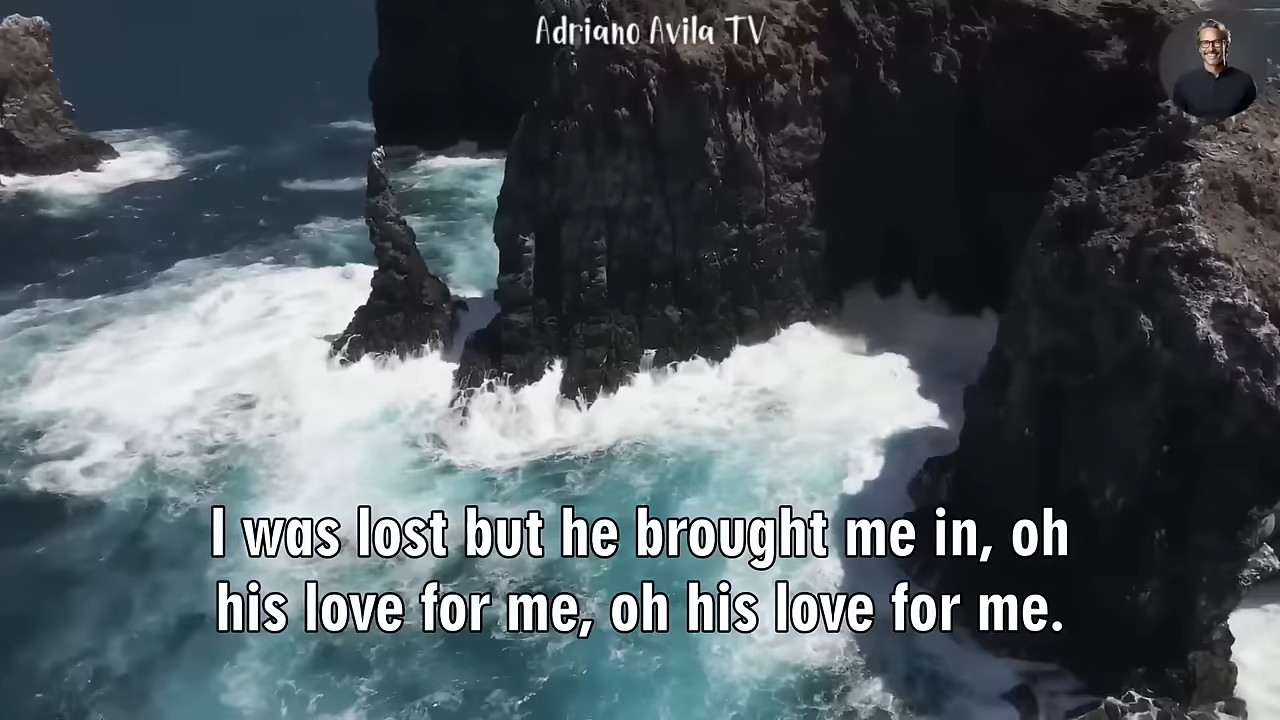 Adriano Avila TV
I was lost but he brought me in, oh
his love for me, oh his love for me.